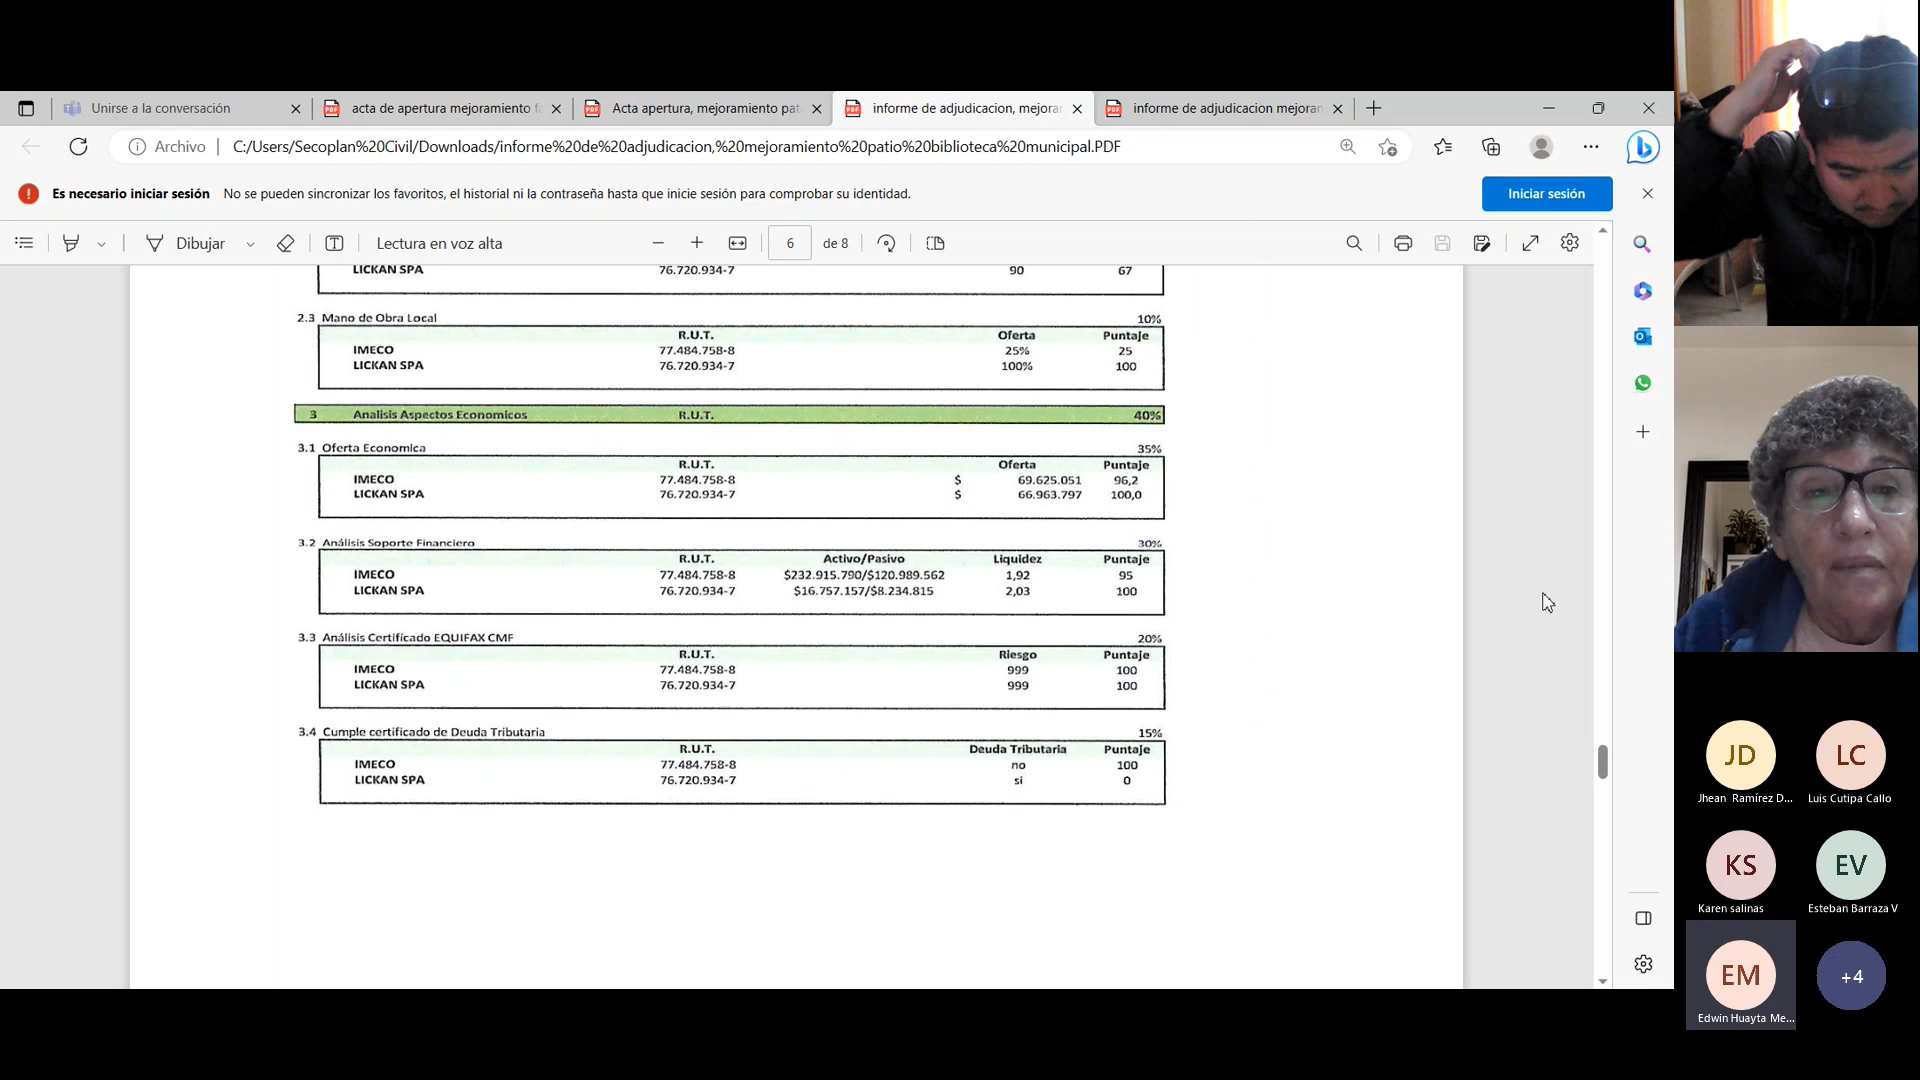 Unirse a la conversación
acta de apertura mejoramiento f
Acta apertura, mejoramiento pat
informe de adjudicacion, mejora
informe de adjudicacion mejorar
Archivo
C:/Users/Secoplan%20Civil/Downloads/informe%20de%20adjudicacion,%20mejoramiento%20patio%20biblioteca%20municipal.PDF
Es necesario iniciar sesión No se pueden sincronizar los favoritos, el historial ni la contraseña hasta que inicie sesión para comprobar su identidad.
Iniciar sesión
Dibujar
Lectura en voz alta
6 de 8
LICKAN SPA 76.720.934-7 90 67
2.3 Mano de Obra Local 10%
R.U.T. Oferta Puntaje
IMECO 77.484.758-8 25% 25
LICKAN SPA 76.720.934-7 100% 100
3 Analisis Aspectos Economicos R.U.T. 40%
3.1 Oferta Economica 35%
R.U.T. Oferta Puntaje
IMECO 77.484.758-8 $ 69.625.051 96,2
LICKAN SPA 76.720.934-7 $ 66.963.797 100,0
3.2 Análisis Soporte Financiero 30%
R.U.T. Activo/Pasivo Liquidez Puntaje
IMECO 77.484.758-8 $232.915.790/$120.989.562 1,92 95
LICKAN SPA 76.720.934-7 $16.757.157/$8.234.815 2,03 100
3.3 Análisis Certificado EQUIFAX CMF 20%
R.U.T. Riesgo Puntaje
IMECO 77.484.758-8 999 100
LICKAN SPA 76.720.934-7 999 100
3.4 Cumple certificado de Deuda Tributaria 15%
R.U.T. Deuda Tributaria Puntaje
IMECO 77.484.758-8 no 100
LICKAN SPA 76.720.934-7 si 0
JD
Jhean Ramírez D...
LC
Luis Cutipa Callo
KS
Karen salinas
EV
Esteban Barraza V
EM
Edwin Huayta Me...
+4